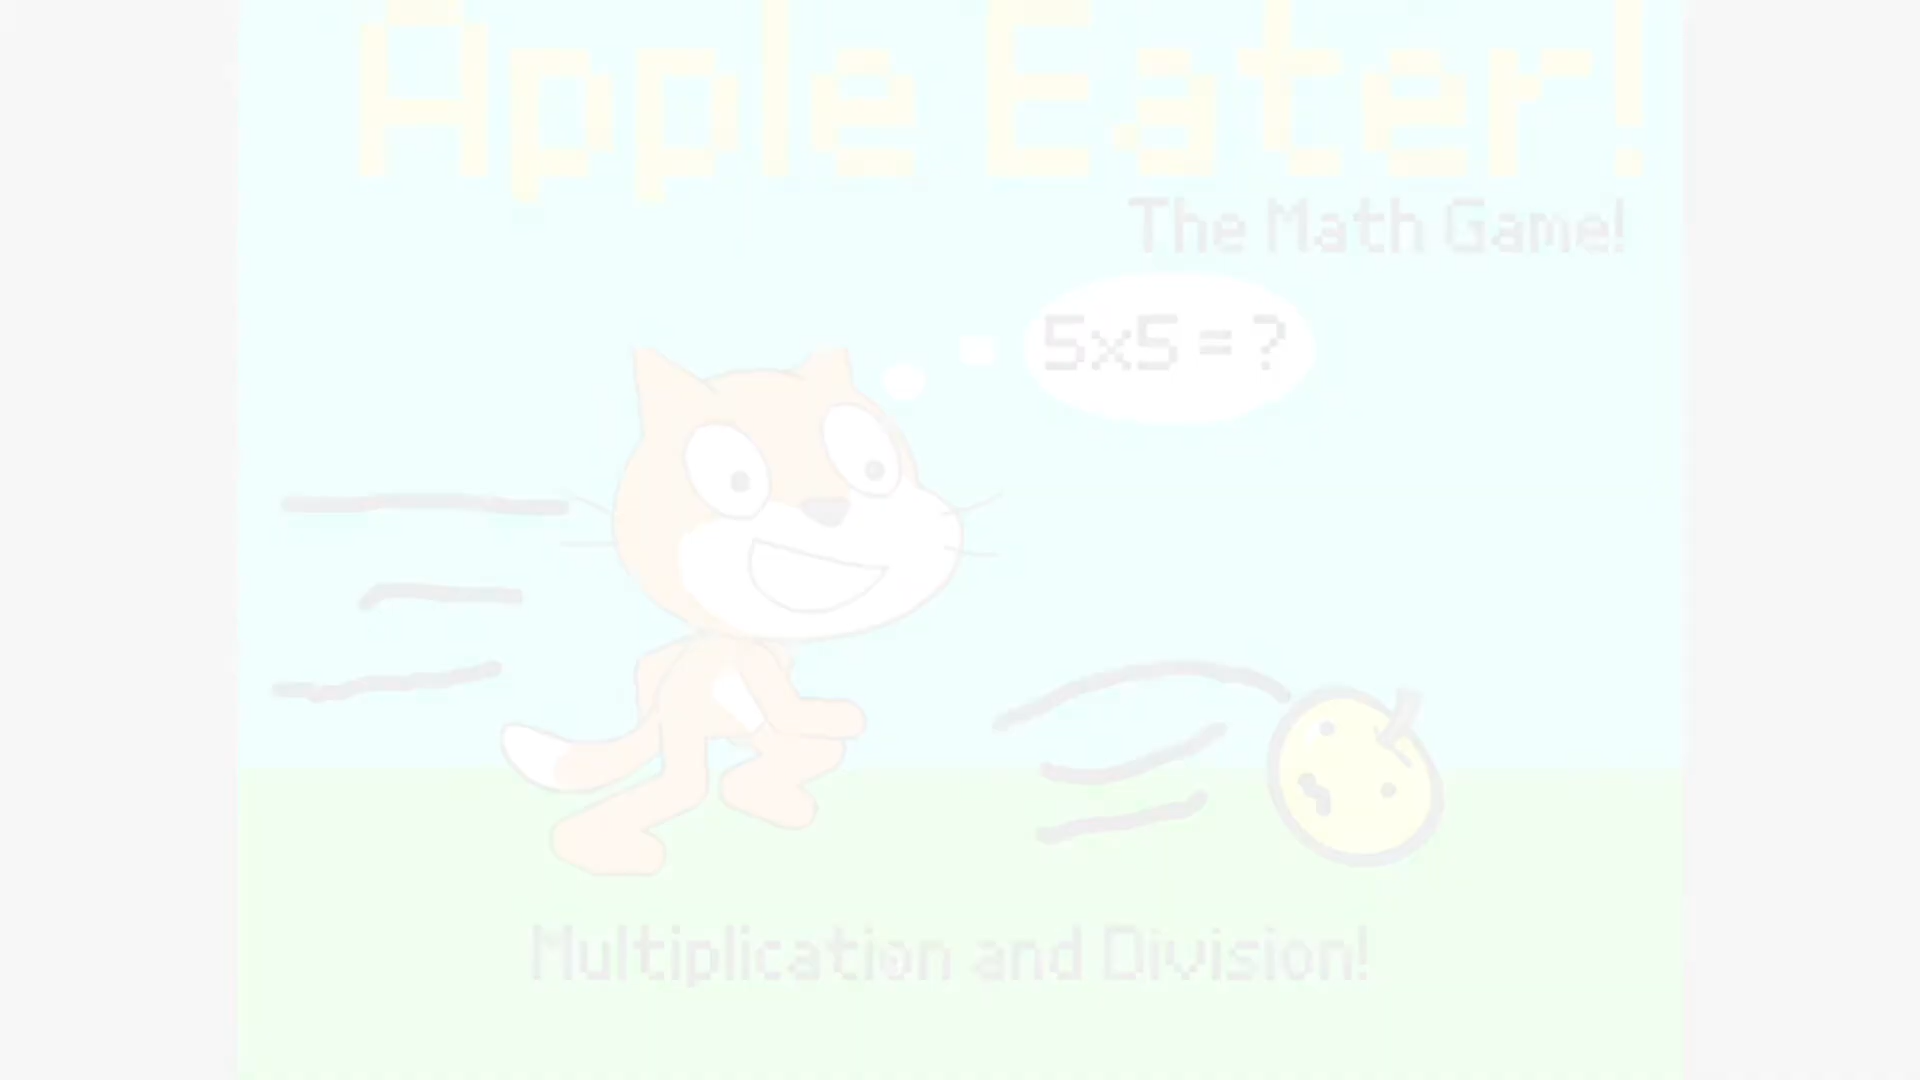 Apple Eater!
The Math Game!
5x5 = ?
Multiplication and Division!